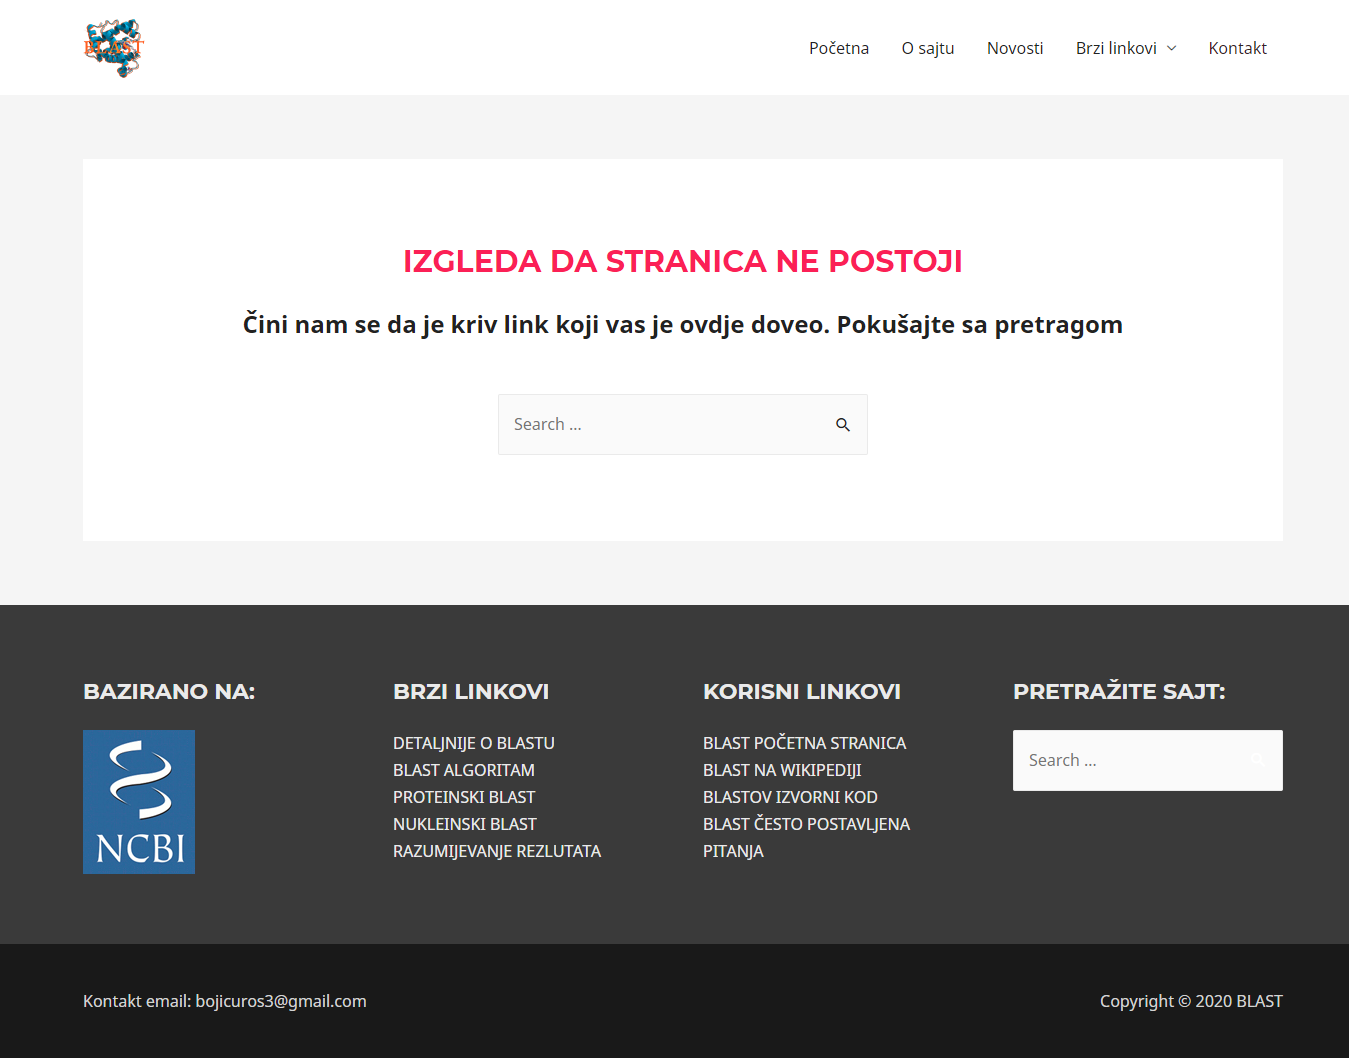 BLAST
Početna
O sajtu
Novosti
Brzi linkovi
Kontakt
IZGLEDA DA STRANICA NE POSTOJI
Čini nam se da je kriv link koji vas je ovdje doveo. Pokušajte sa pretragom
Search ...
BAZIRANO NA:
NCBI
BRZI LINKOVI
DETALJNIJE O BLASTU
BLAST ALGORITAM
PROTEINSKI BLAST
NUKLEINSKI BLAST
RAZUMIJEVANJE REZLUTATA
KORISNI LINKOVI
BLAST POČETNA STRANICA
BLAST NA WIKIPEDIJI
BLASTOV IZVORNI KOD
BLAST ČESTO POSTAVLJENA
PITANJA
PRETRAŽITE SAJT:
Search ...
Kontakt email: bojicuros3@gmail.com
Copyright © 2020 BLAST